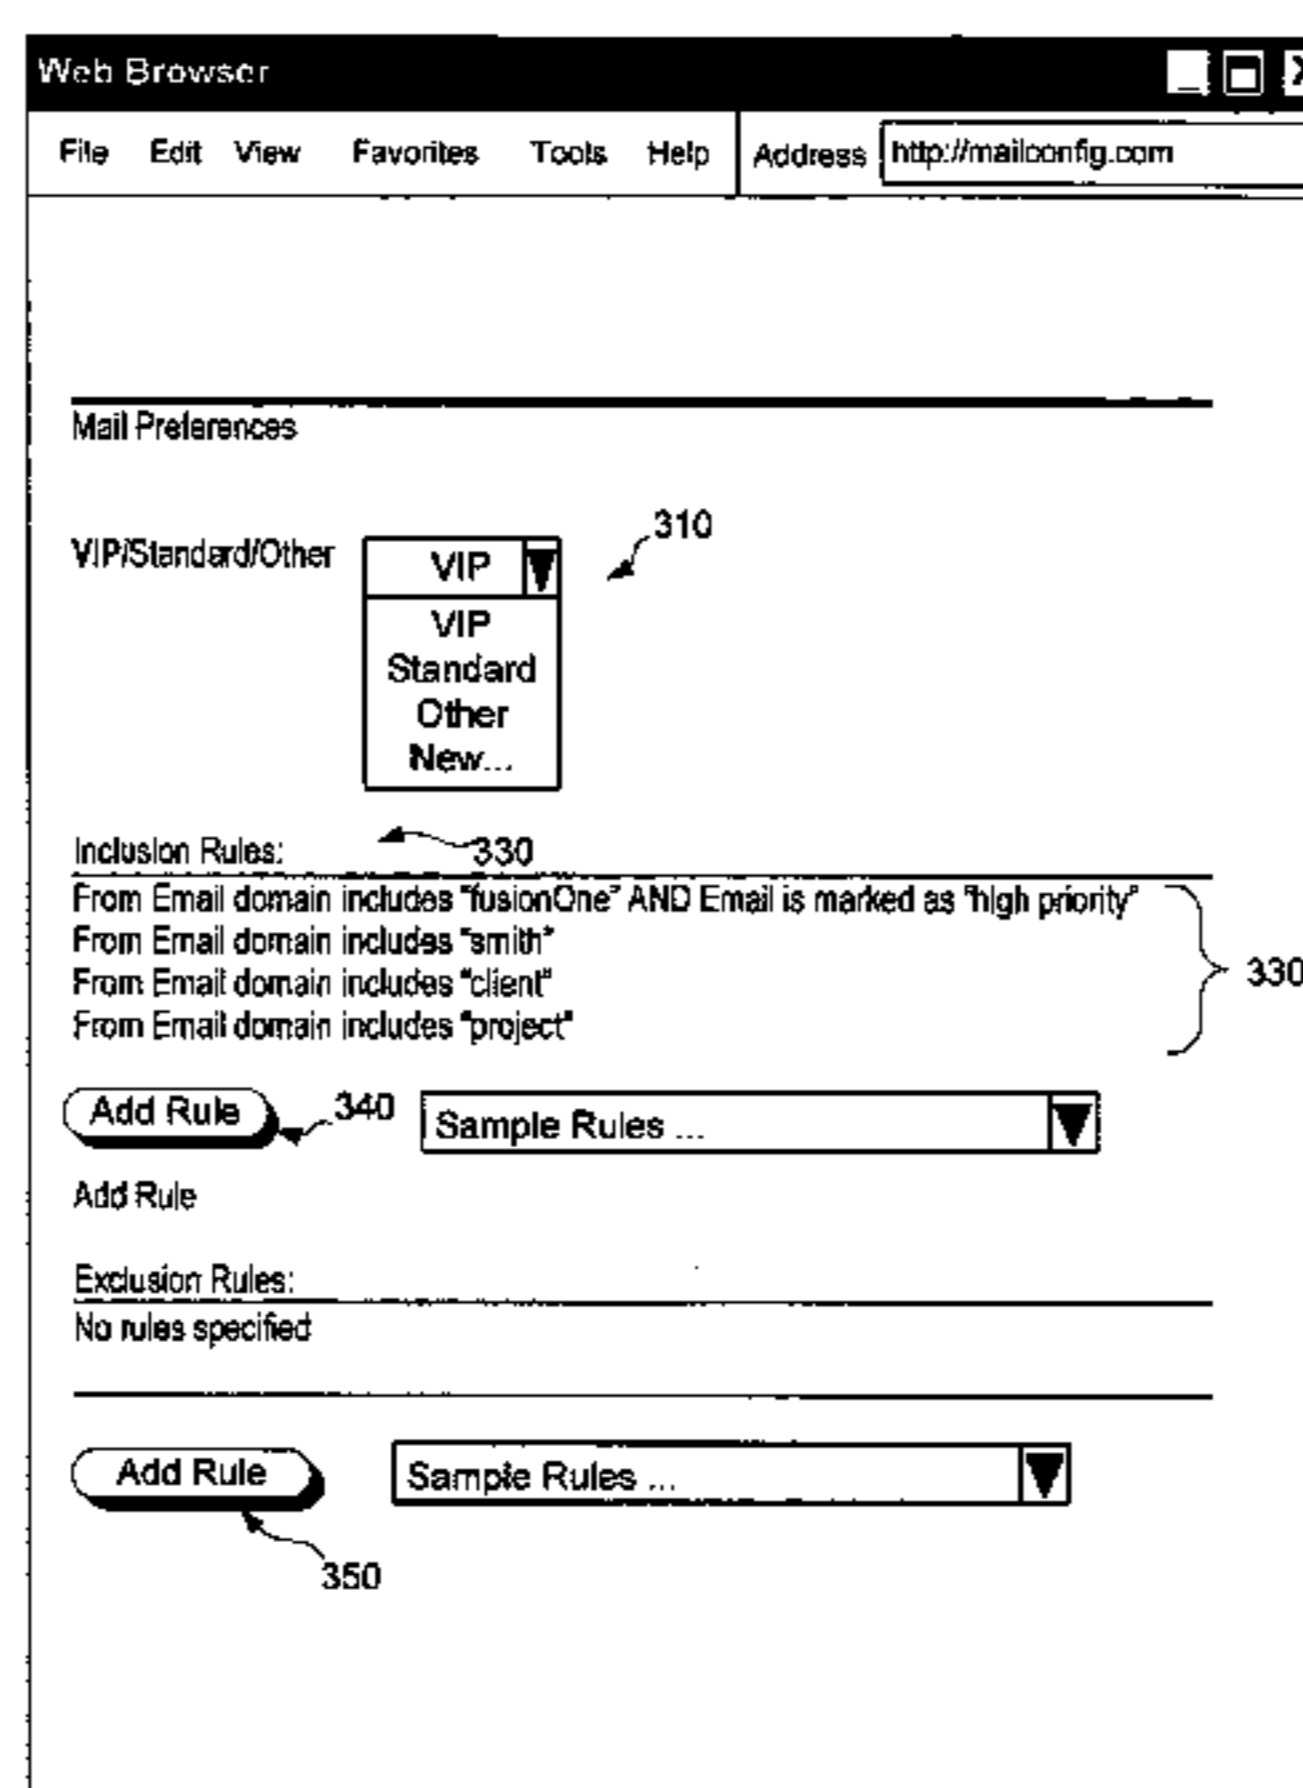 Web Browser
File Edit View Favorites Tools Help Address http://mailconfig.com
Mail Preferences
310
VIP/Standard/Other VIP
VIP
Standard
Other
New...
Inclusion Rules: 330
From Email domain includes "fusionOne" AND Email is marked as "high priority"
From Email domain includes "smith"
From Email domain includes "client"
From Email domain includes "project"
330
Add Rule 340 Sample Rules ...
Add Rule
Exclusion Rules:
No rules specified
Add Rule Sample Rules ...
350